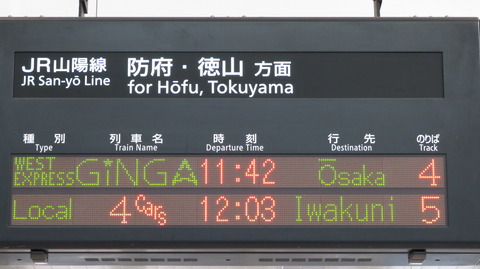 JR山陽線 防府・徳山 方面
JR San-yō Line for Hōfu, Tokuyama
種別 列車名 時刻 行先 のりば
Type Train Name Departure Time Destination Track
WEST EXPRESS GiNGA 11:42 Ōsaka 4
Local 4 Cars 12:03 Iwakuni 5